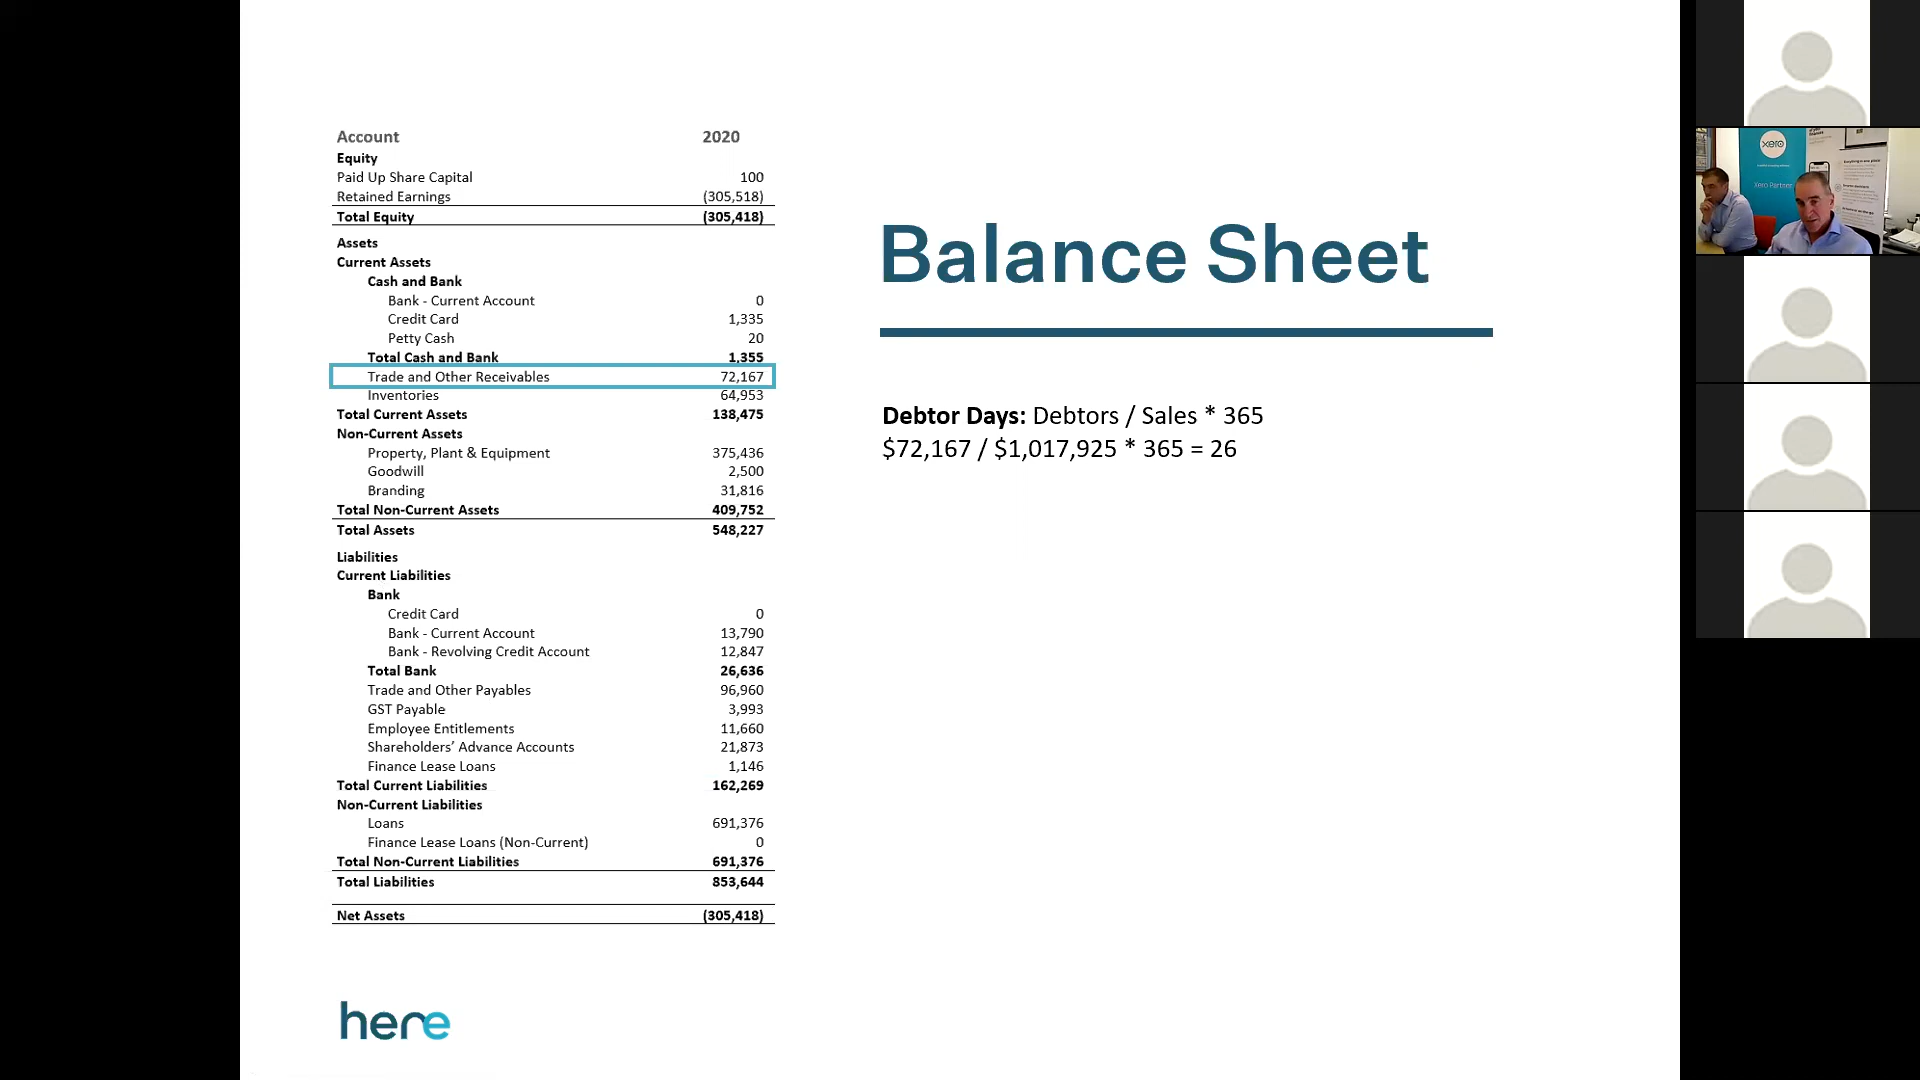 Account 2020
Equity
Paid Up Share Capital 100
Retained Earnings (305,518)
Total Equity (305,418)
Assets
Current Assets
Cash and Bank
Bank - Current Account 0
Credit Card 1,335
Petty Cash 20
Total Cash and Bank 1,355
Trade and Other Receivables 72,167
Inventories 64,953
Total Current Assets 138,475
Non-Current Assets
Property, Plant & Equipment 375,436
Goodwill 2,500
Branding 31,816
Total Non-Current Assets 409,752
Total Assets 548,227
Liabilities
Current Liabilities
Bank
Credit Card 0
Bank - Current Account 13,790
Bank - Revolving Credit Account 12,847
Total Bank 26,636
Trade and Other Payables 96,960
GST Payable 3,993
Employee Entitlements 11,660
Shareholders’ Advance Accounts 21,873
Finance Lease Loans 1,146
Total Current Liabilities 162,269
Non-Current Liabilities
Loans 691,376
Finance Lease Loans (Non-Current) 0
Total Non-Current Liabilities 691,376
Total Liabilities 853,644
Net Assets (305,418)
here
Balance Sheet
Debtor Days: Debtors / Sales * 365
$72,167 / $1,017,925 * 365 = 26
xero
Xero Partner